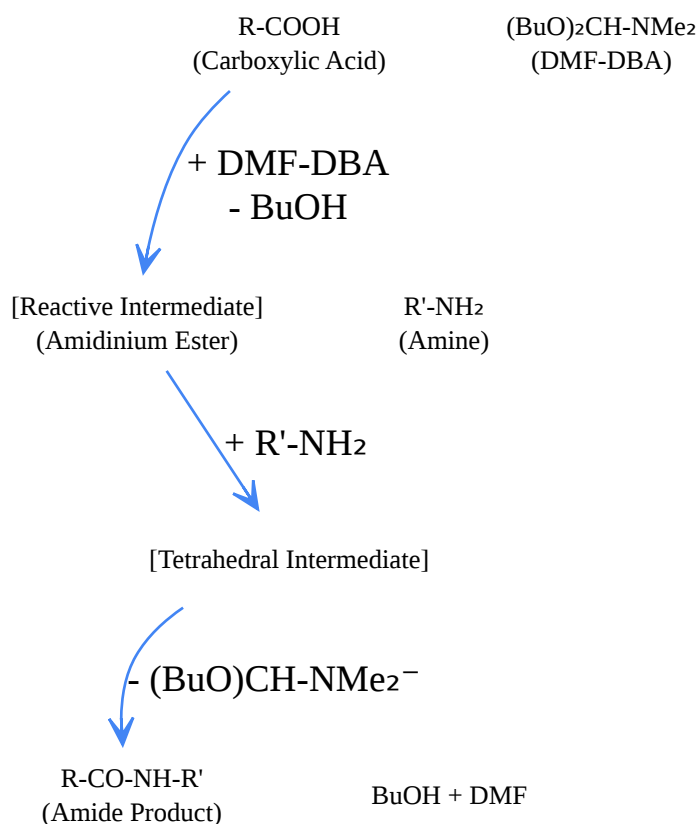 R-COOH
(Carboxylic Acid)
(BuO)₂CH-NMe₂
(DMF-DBA)
+ DMF-DBA
- BuOH
[Reactive Intermediate]
(Amidinium Ester)
R'-NH₂
(Amine)
+ R'-NH₂
[Tetrahedral Intermediate]
- (BuO)CH-NMe₂⁻
R-CO-NH-R'
(Amide Product)
BuOH + DMF